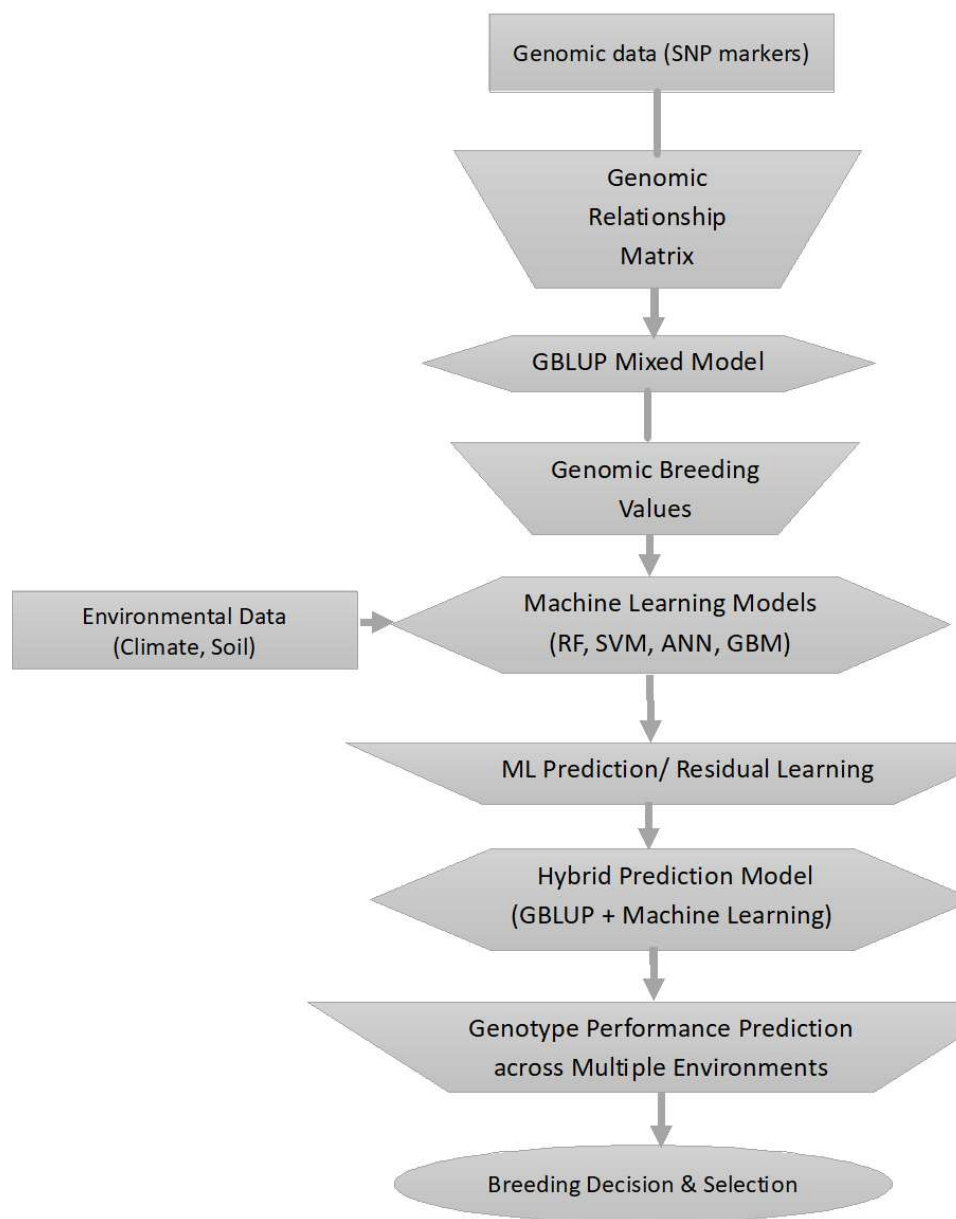 Genomic data (SNP markers)
Genomic
Relationship
Matrix
GBLUP Mixed Model
Genomic Breeding
Values
Environmental Data
(Climate, Soil)
Machine Learning Models
(RF, SVM, ANN, GBM)
ML Prediction/ Residual Learning
Hybrid Prediction Model
(GBLUP + Machine Learning)
Genotype Performance Prediction
across Multiple Environments
Breeding Decision & Selection